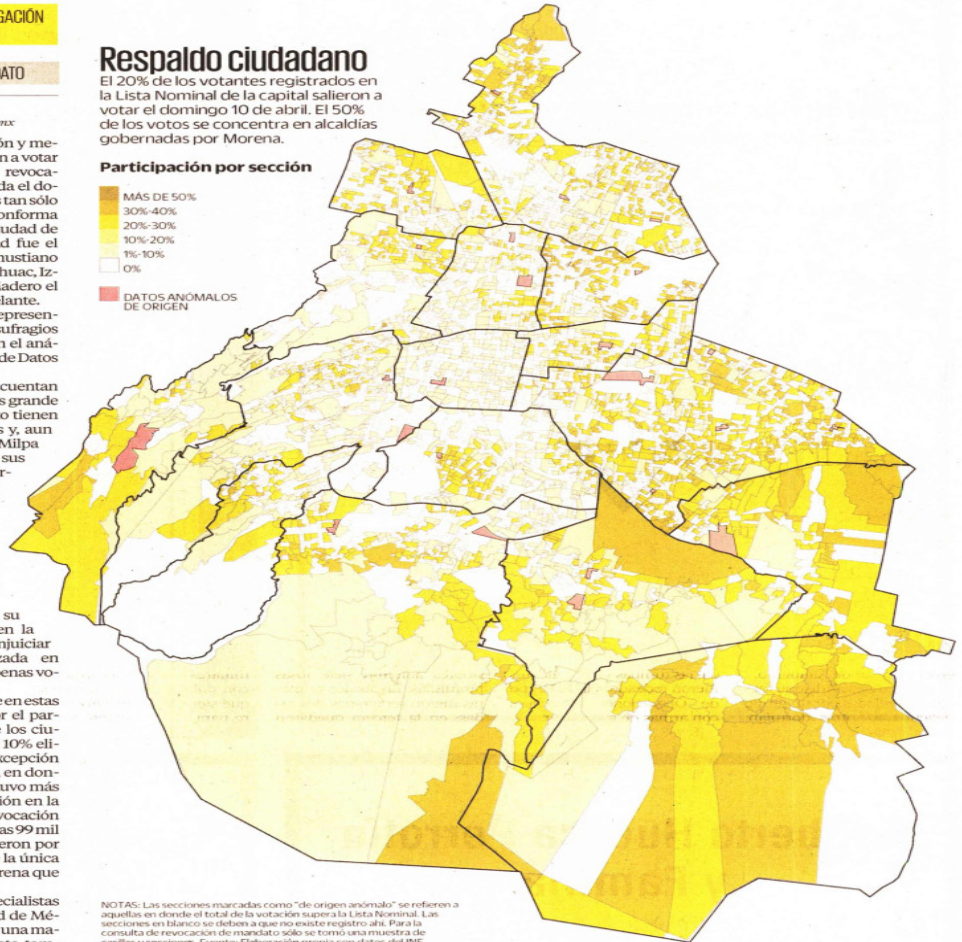 GACIÓN
DATO
mx
Respaldo ciudadano
El 20% de los votantes registrados en
la Lista Nominal de la capital salieron a
votar el domingo 10 de abril. El 50%
de los votos se concentra en alcaldías
gobernadas por Morena.
Participación por sección
MÁS DE 50%
30%-40%
20%-30%
10%-20%
1%-10%
0%
DATOS ANÓMALOS
DE ORIGEN
ón y me-
n a votar
revoca-
da el do-
s tan sólo
onforma
udad de
d fue el
nustiano
huac, Iz-
adero el
lante.
epresen-
sufragios
n el aná-
de Datos
cuentan
s grande
o tienen
s y, aun
Milpa
sus
r-
su
en la
njuiciar
zada en
penas vo-
e en estas
or el par-
e los ciu-
10% eli-
xcepción
en don-
uvo más
ión en la
vocación
as 99 mil
eron por
la única
rena que
ecialistas
d de Mé-
una ma-
NOTAS: Las secciones marcadas como "de origen anómalo" se refieren a
aquellas en donde el total de la votación supera la Lista Nominal. Las
secciones en blanco se deben a que no existe registro ahí. Para la
consulta de revocación de mandato sólo se tomó una muestra de